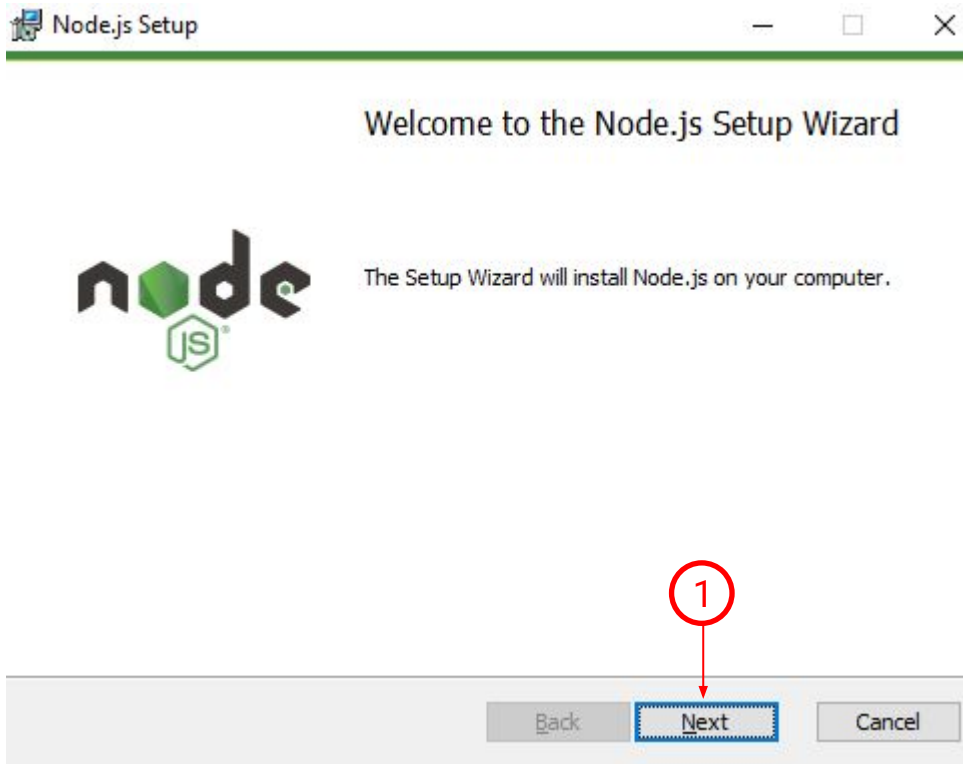 Node.js Setup
Welcome to the Node.js Setup Wizard
node
JS®
The Setup Wizard will install Node.js on your computer.
1
Back
Next
Cancel